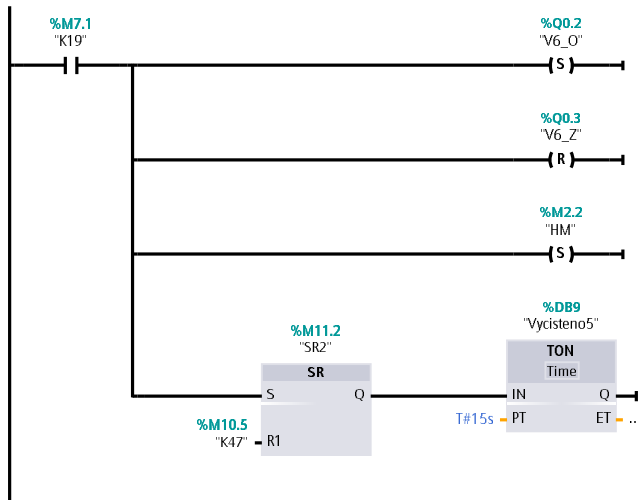 %M7.1
"K19"
%Q0.2
"V6_O"
S
%Q0.3
"V6_Z"
R
%M2.2
"HM"
S
%M11.2
"SR2"
SR
S Q
%M10.5
"K47"
R1
%DB9
"Vycisteno5"
TON
Time
IN Q
T#15s PT ET ...